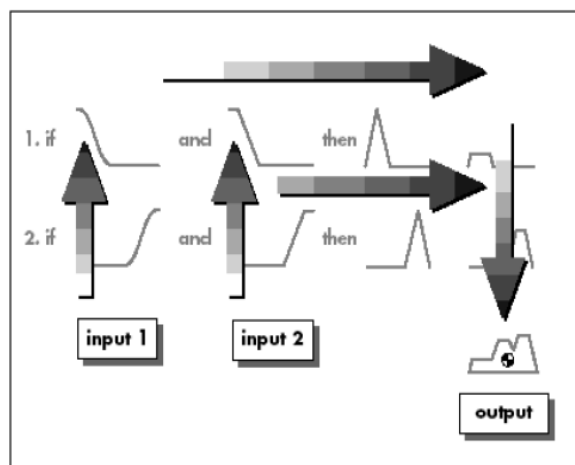 1. if and then
2. if and then
input 1 input 2
output